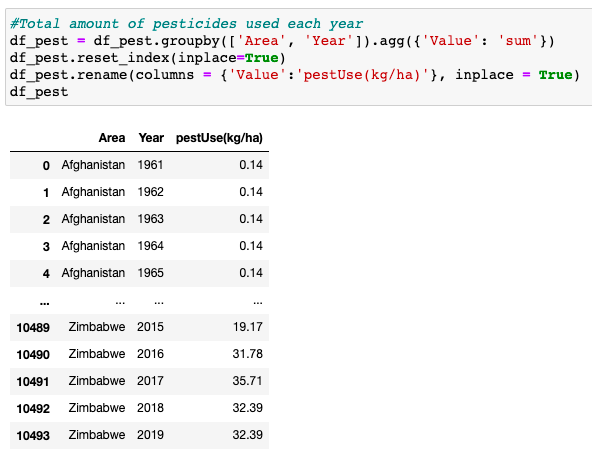 #Total amount of pesticides used each year
df_pest = df_pest.groupby(['Area', 'Year']).agg({'Value': 'sum'})
df_pest.reset_index(inplace=True)
df_pest.rename(columns = {'Value':'pestUse(kg/ha)'}, inplace = True)
df_pest
Area Year pestUse(kg/ha)
0 Afghanistan 1961 0.14
1 Afghanistan 1962 0.14
2 Afghanistan 1963 0.14
3 Afghanistan 1964 0.14
4 Afghanistan 1965 0.14
... ... ... ...
10489 Zimbabwe 2015 19.17
10490 Zimbabwe 2016 31.78
10491 Zimbabwe 2017 35.71
10492 Zimbabwe 2018 32.39
10493 Zimbabwe 2019 32.39